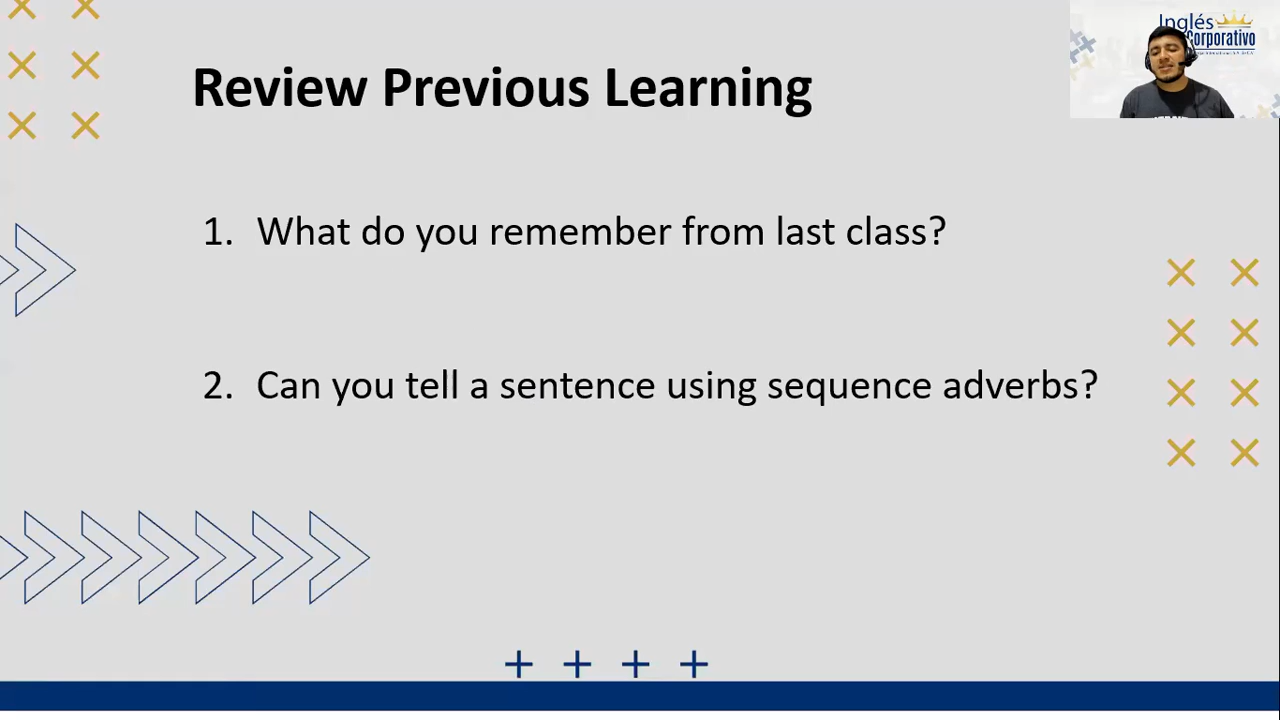 Inglés
Corporativo
Review Previous Learning
1. What do you remember from last class?
2. Can you tell a sentence using sequence adverbs?